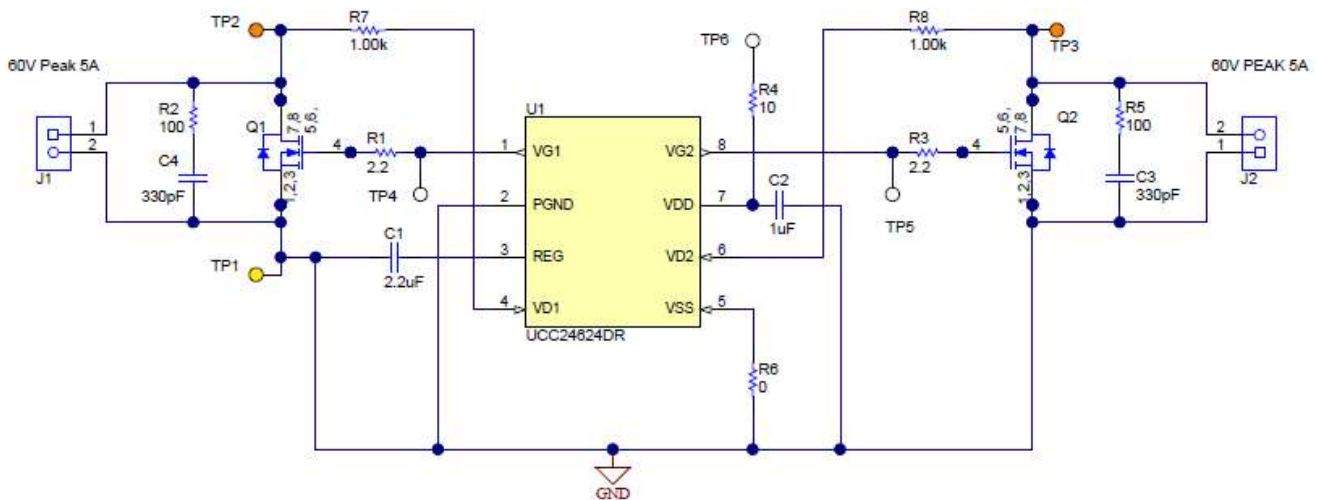 TP2
R7
1.00k
R8
1.00k
TP3
TP6
60V Peak 5A
60V PEAK 5A
R2
100
R4
10
R5
100
U1
Q1
7,8
5,6,
5,6,
7,8
Q2
1
2
J1
4
R1
2.2
1
VG1
VG2
8
R3
2.2
4
2
1
J2
C4
330pF
1,2,3
TP4
2
PGND
VDD
7
C2
1uF
TP5
1,2,3
C3
330pF
C1
2.2uF
3
REG
VD2
6
TP1
4
VD1
VSS
5
UCC24624DR
R6
0
GND